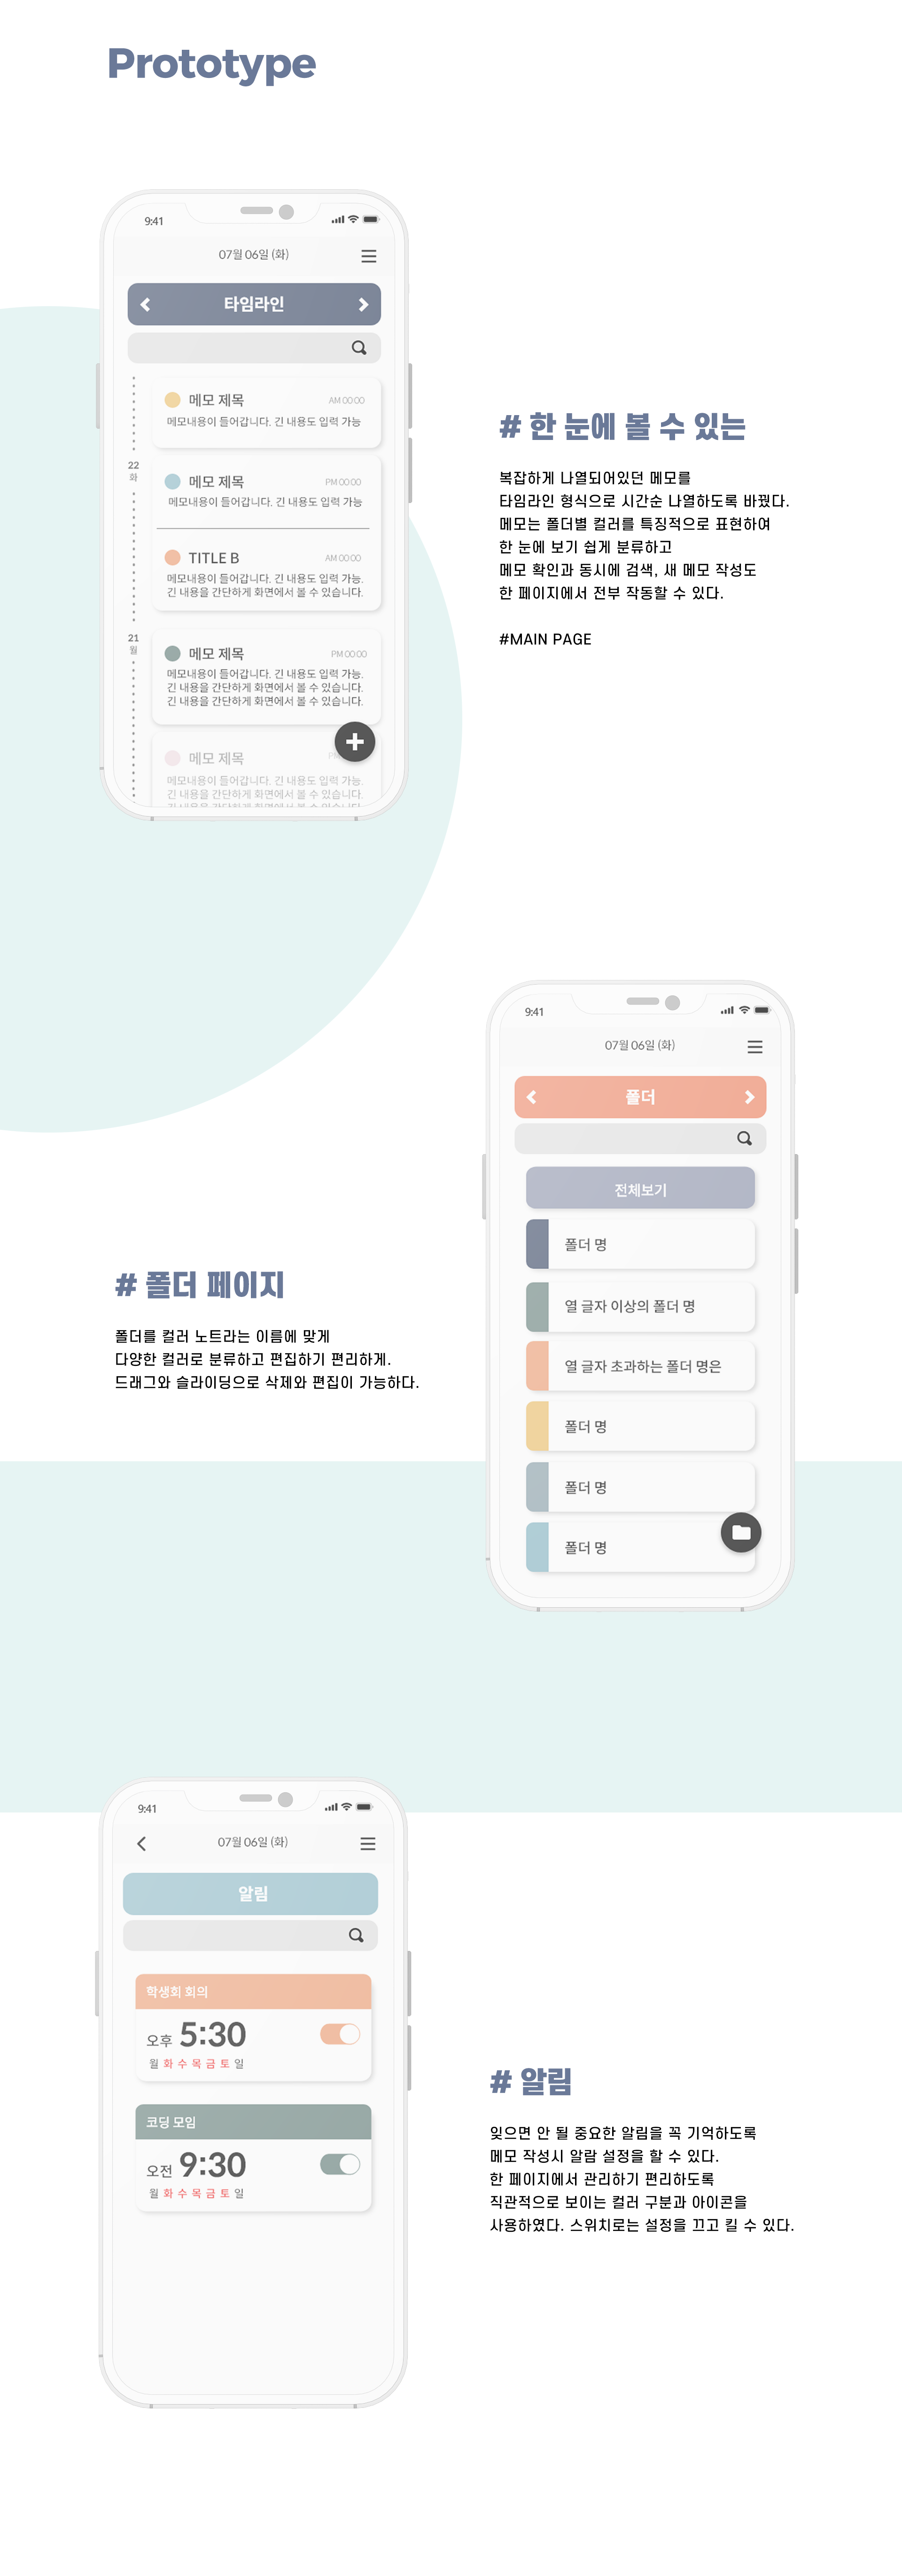 Prototype
9:41
07월 06일 (화)
타임라인
메모 제목 AM 00:00
메모내용이 들어갑니다. 긴 내용도 입력 가능
22
화
메모 제목 PM 00:00
메모내용이 들어갑니다. 긴 내용도 입력 가능
TITLE B AM 00:00
메모내용이 들어갑니다. 긴 내용도 입력 가능.
긴 내용을 간단하게 화면에서 볼 수 있습니다.
21
월
메모 제목 PM 00:00
메모내용이 들어갑니다. 긴 내용도 입력 가능.
긴 내용을 간단하게 화면에서 볼 수 있습니다.
긴 내용을 간단하게 화면에서 볼 수 있습니다.
메모 제목
메모내용이 들어갑니다. 긴 내용도 입력 가능.
긴 내용을 간단하게 화면에서 볼 수 있습니다.
# 한 눈에 볼 수 있는
복잡하게 나열되어있던 메모를
타임라인 형식으로 시간순 나열하도록 바꿨다.
메모는 폴더별 컬러를 특징적으로 표현하여
한 눈에 보기 쉽게 분류하고
메모 확인과 동시에 검색, 새 메모 작성도
한 페이지에서 전부 작동할 수 있다.
#MAIN PAGE
9:41
07월 06일 (화)
폴더
전체보기
폴더 명
열 글자 이상의 폴더 명
열 글자 초과하는 폴더 명은
폴더 명
폴더 명
폴더 명
# 폴더 페이지
폴더를 컬러 노트라는 이름에 맞게
다양한 컬러로 분류하고 편집하기 편리하게.
드래그와 슬라이딩으로 삭제와 편집이 가능하다.
9:41
07월 06일 (화)
알림
학생회 회의
오후 5:30
월 화 수 목 금 토 일
코딩 모임
오전 9:30
월 화 수 목 금 토 일
# 알림
잊으면 안 될 중요한 알림을 꼭 기억하도록
메모 작성시 알람 설정을 할 수 있다.
한 페이지에서 관리하기 편리하도록
직관적으로 보이는 컬러 구분과 아이콘을
사용하였다. 스위치로는 설정을 끄고 킬 수 있다.